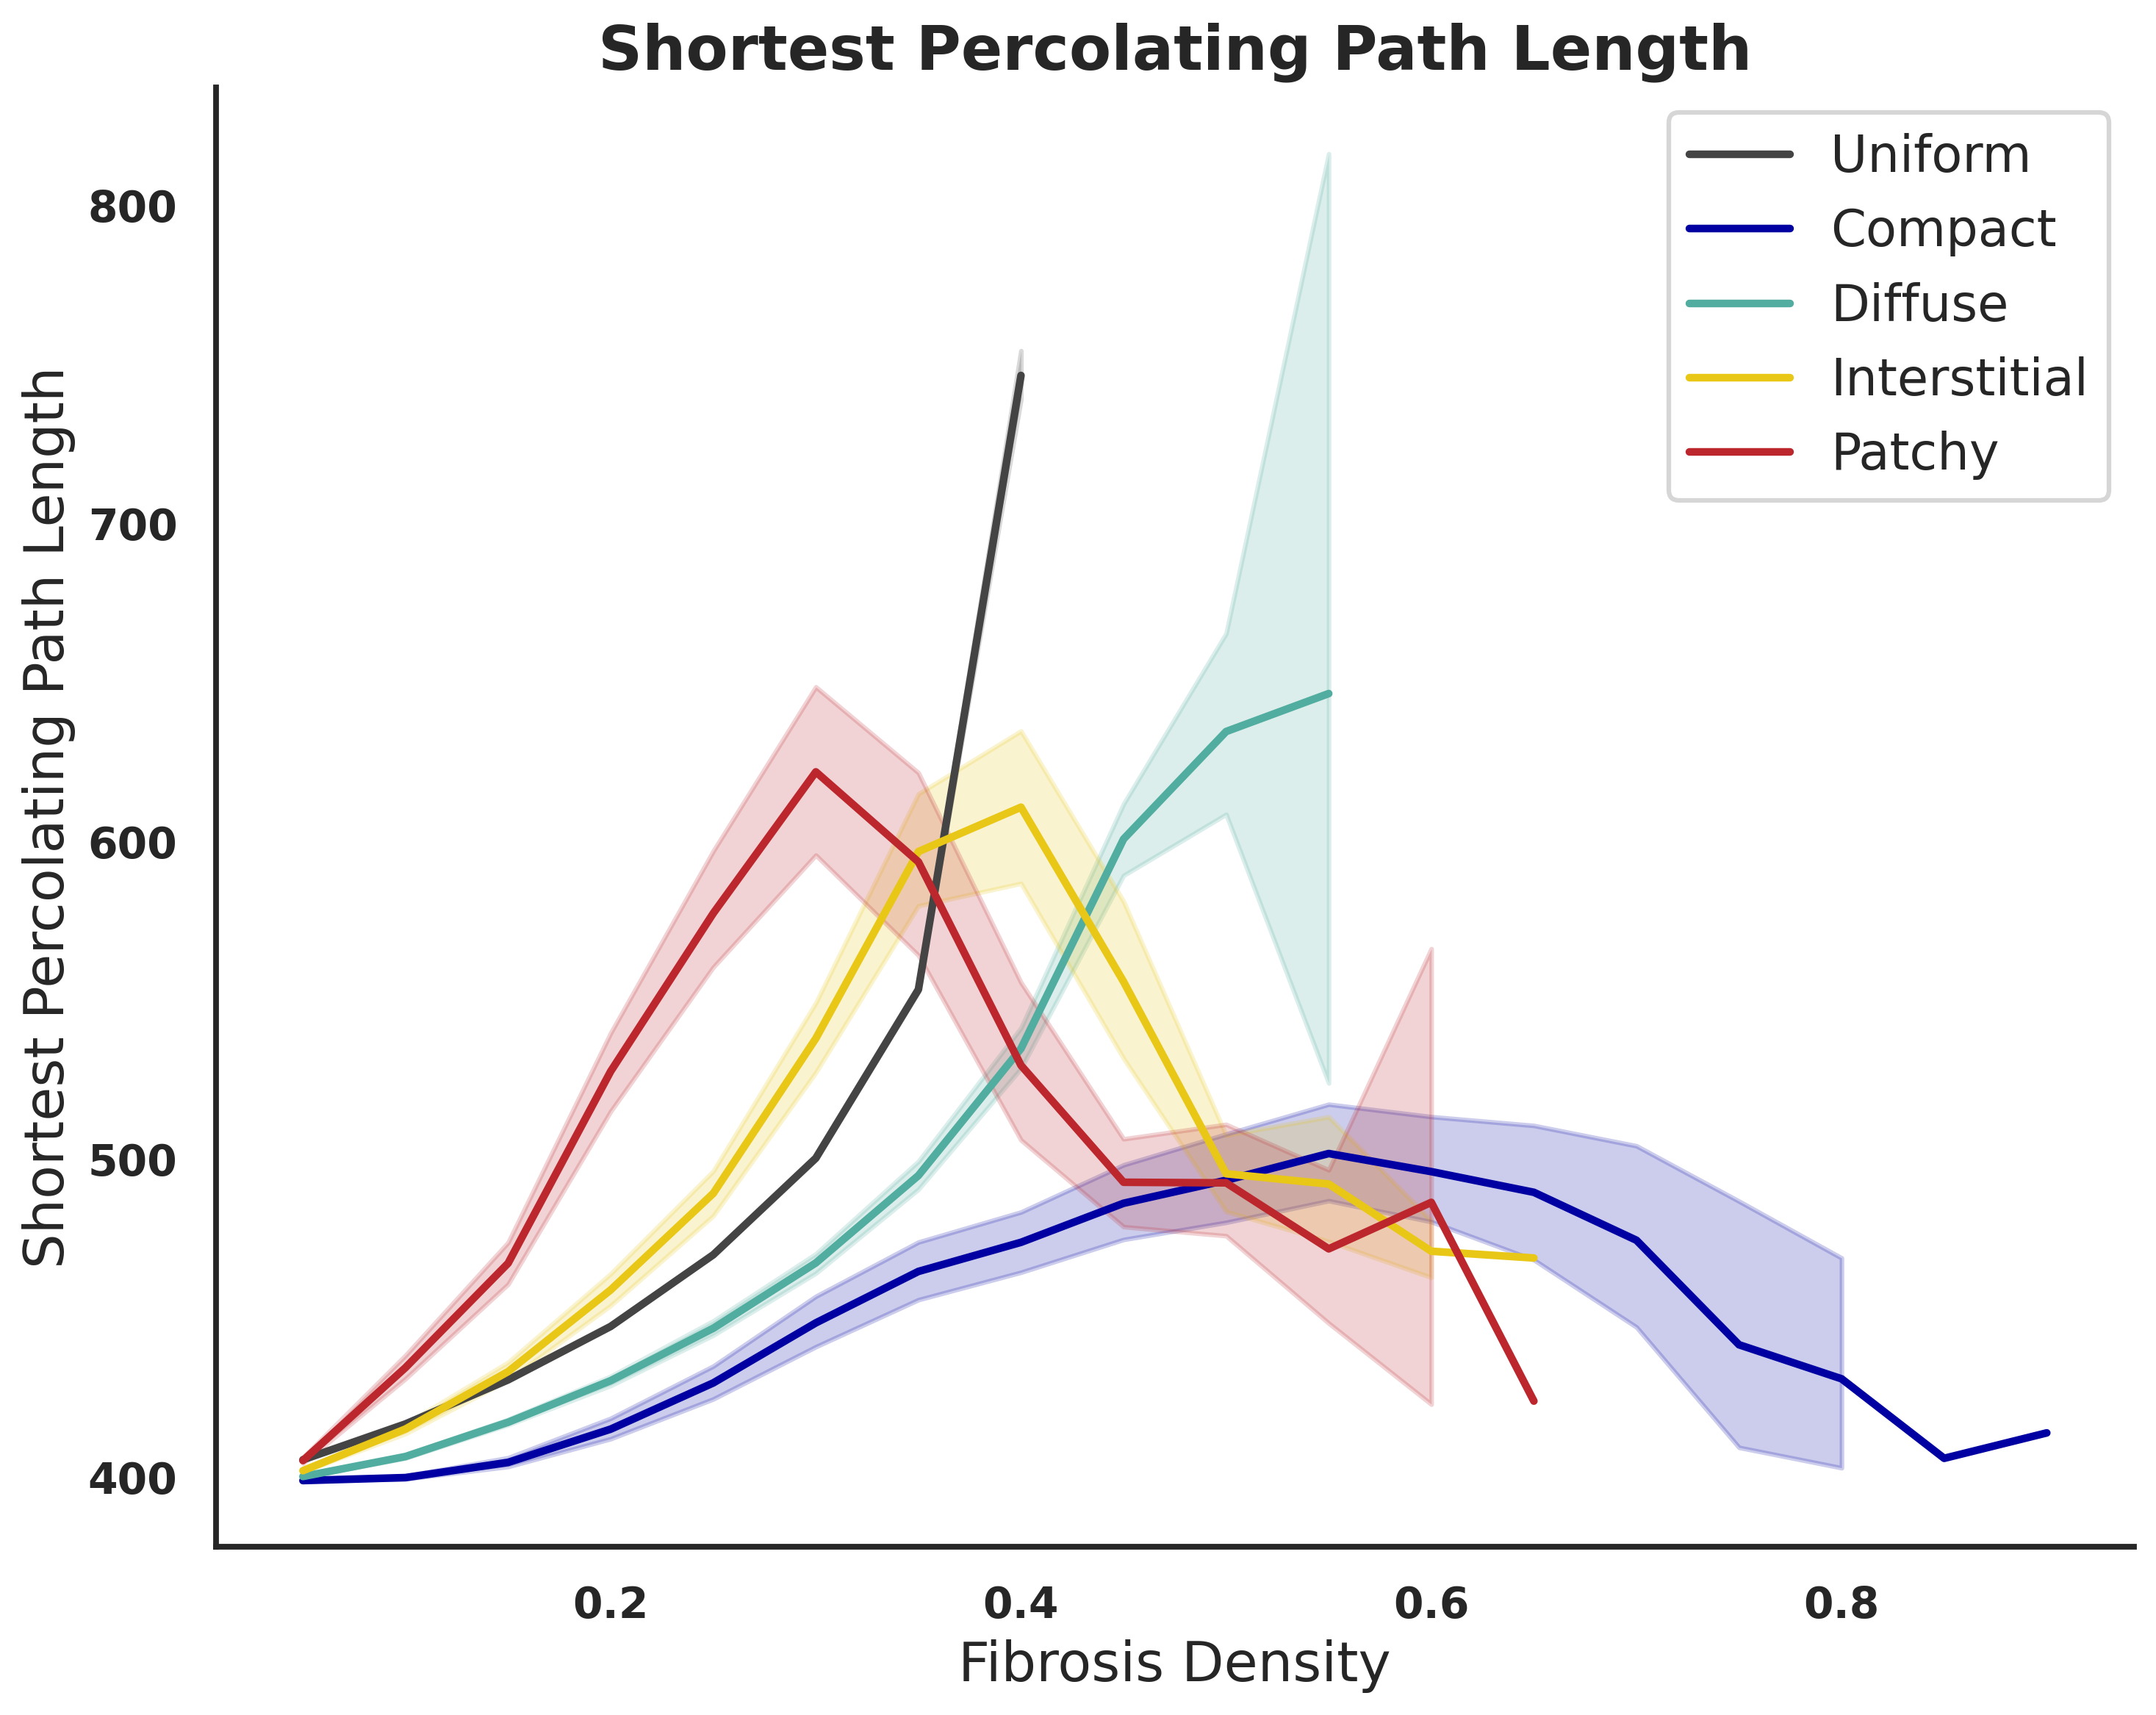 Shortest Percolating Path Length
Uniform
Compact
Diffuse
Interstitial
Patchy
Shortest Percolating Path Length
800
700
600
500
400
0.2 0.4 0.6 0.8
Fibrosis Density